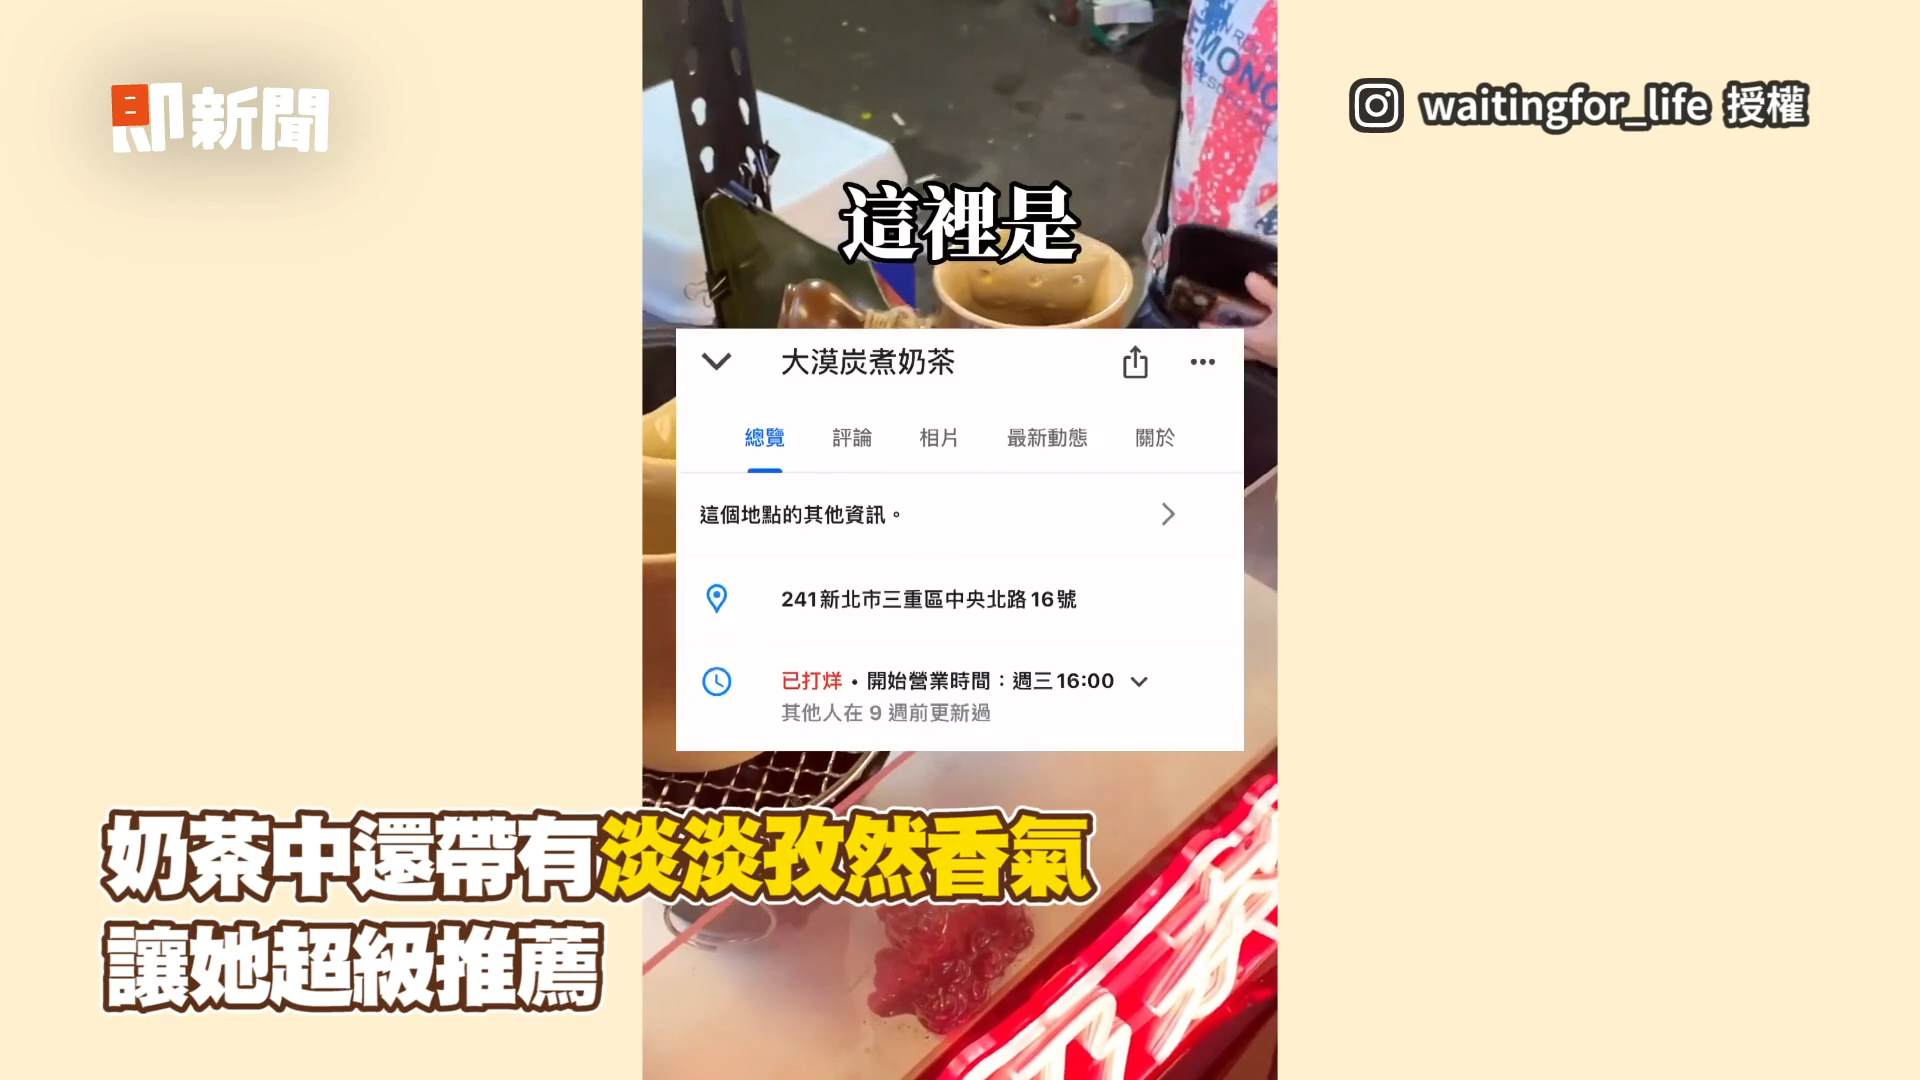 即新聞
waitingfor_life 授權
這裡是
大漠炭煮奶茶
總覽 評論 相片 最新動態 關於
這個地點的其他資訊。
241新北市三重區中央北路16號
已打烊 • 開始營業時間：週三16:00
其他人在 9 週前更新過
奶茶中還帶有淡淡孜然香氣
讓她超級推薦